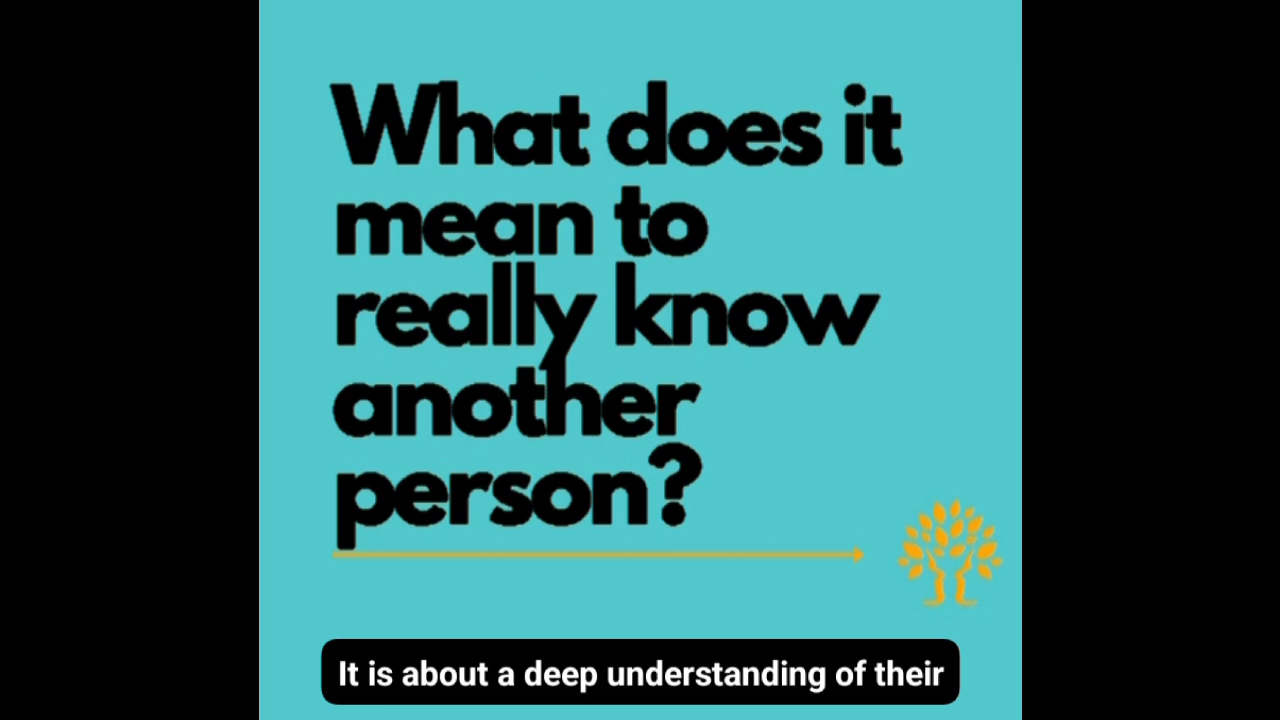 What does it
mean to
really know
another
person?
It is about a deep understanding of their